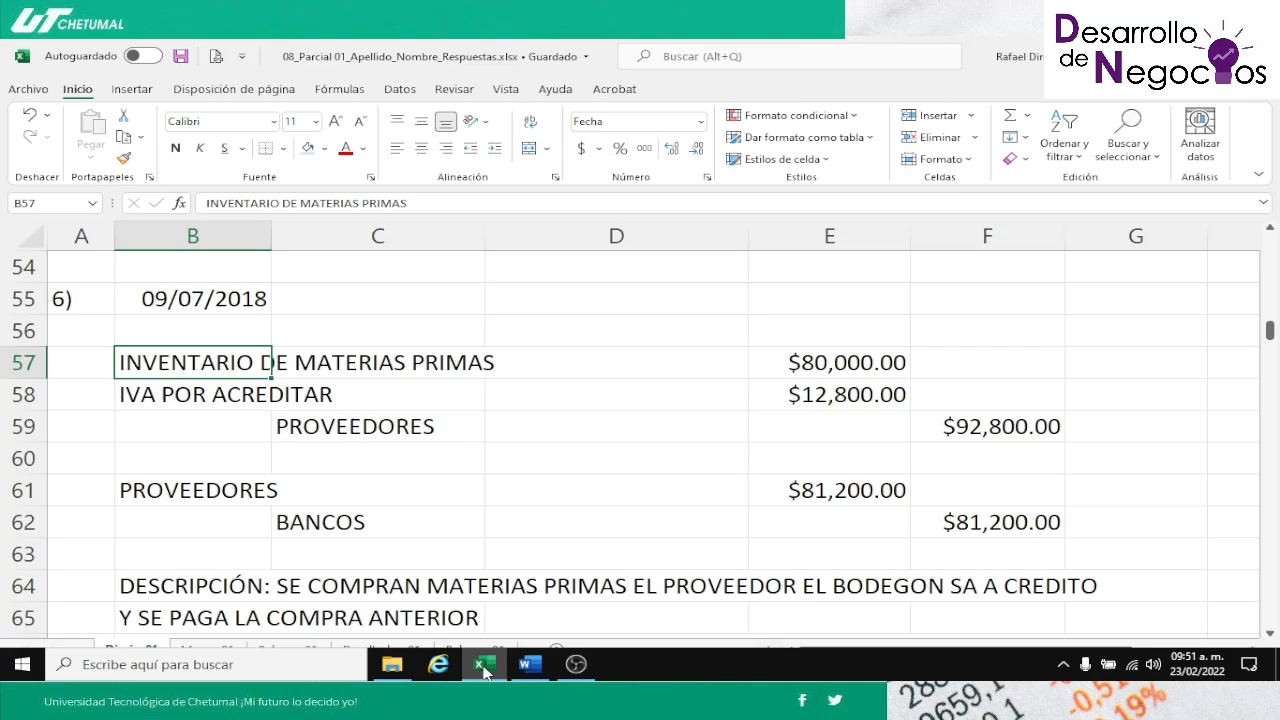 UT CHETUMAL
Desarrollo
de Negocios
Autoguardado
08_Parcial 01_Apellido_Nombre_Respuestas.xlsx • Guardado
Buscar (Alt+Q)
Rafael Dir
Archivo Inicio Insertar Disposición de página Fórmulas Datos Revisar Vista Ayuda Acrobat
Pegar
Calibri 11
N K S
Fecha
$ % 000
Formato condicional
Dar formato como tabla
Estilos de celda
Insertar
Eliminar
Formato
Ordenar y filtrar
Buscar y seleccionar
Analizar datos
Deshacer Portapapeles Fuente Alineación Número Estilos Celdas Edición Análisis
B57 fx INVENTARIO DE MATERIAS PRIMAS
A B C D E F G
54
55 6) 09/07/2018
56
57 INVENTARIO DE MATERIAS PRIMAS $80,000.00
58 IVA POR ACREDITAR $12,800.00
59 PROVEEDORES $92,800.00
60
61 PROVEEDORES $81,200.00
62 BANCOS $81,200.00
63
64 DESCRIPCIÓN: SE COMPRAN MATERIAS PRIMAS EL PROVEEDOR EL BODEGON SA A CREDITO
65 Y SE PAGA LA COMPRA ANTERIOR
Escribe aquí para buscar
09:51 a. m.
23/02/2022
Universidad Tecnológica de Chetumal ¡Mi futuro lo decido yo!